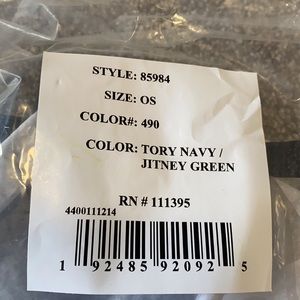 STYLE: 85984
SIZE: OS
COLOR#: 490
COLOR: TORY NAVY /
JITNEY GREEN
RN # 111395
4400111214
1 92485 92092 5